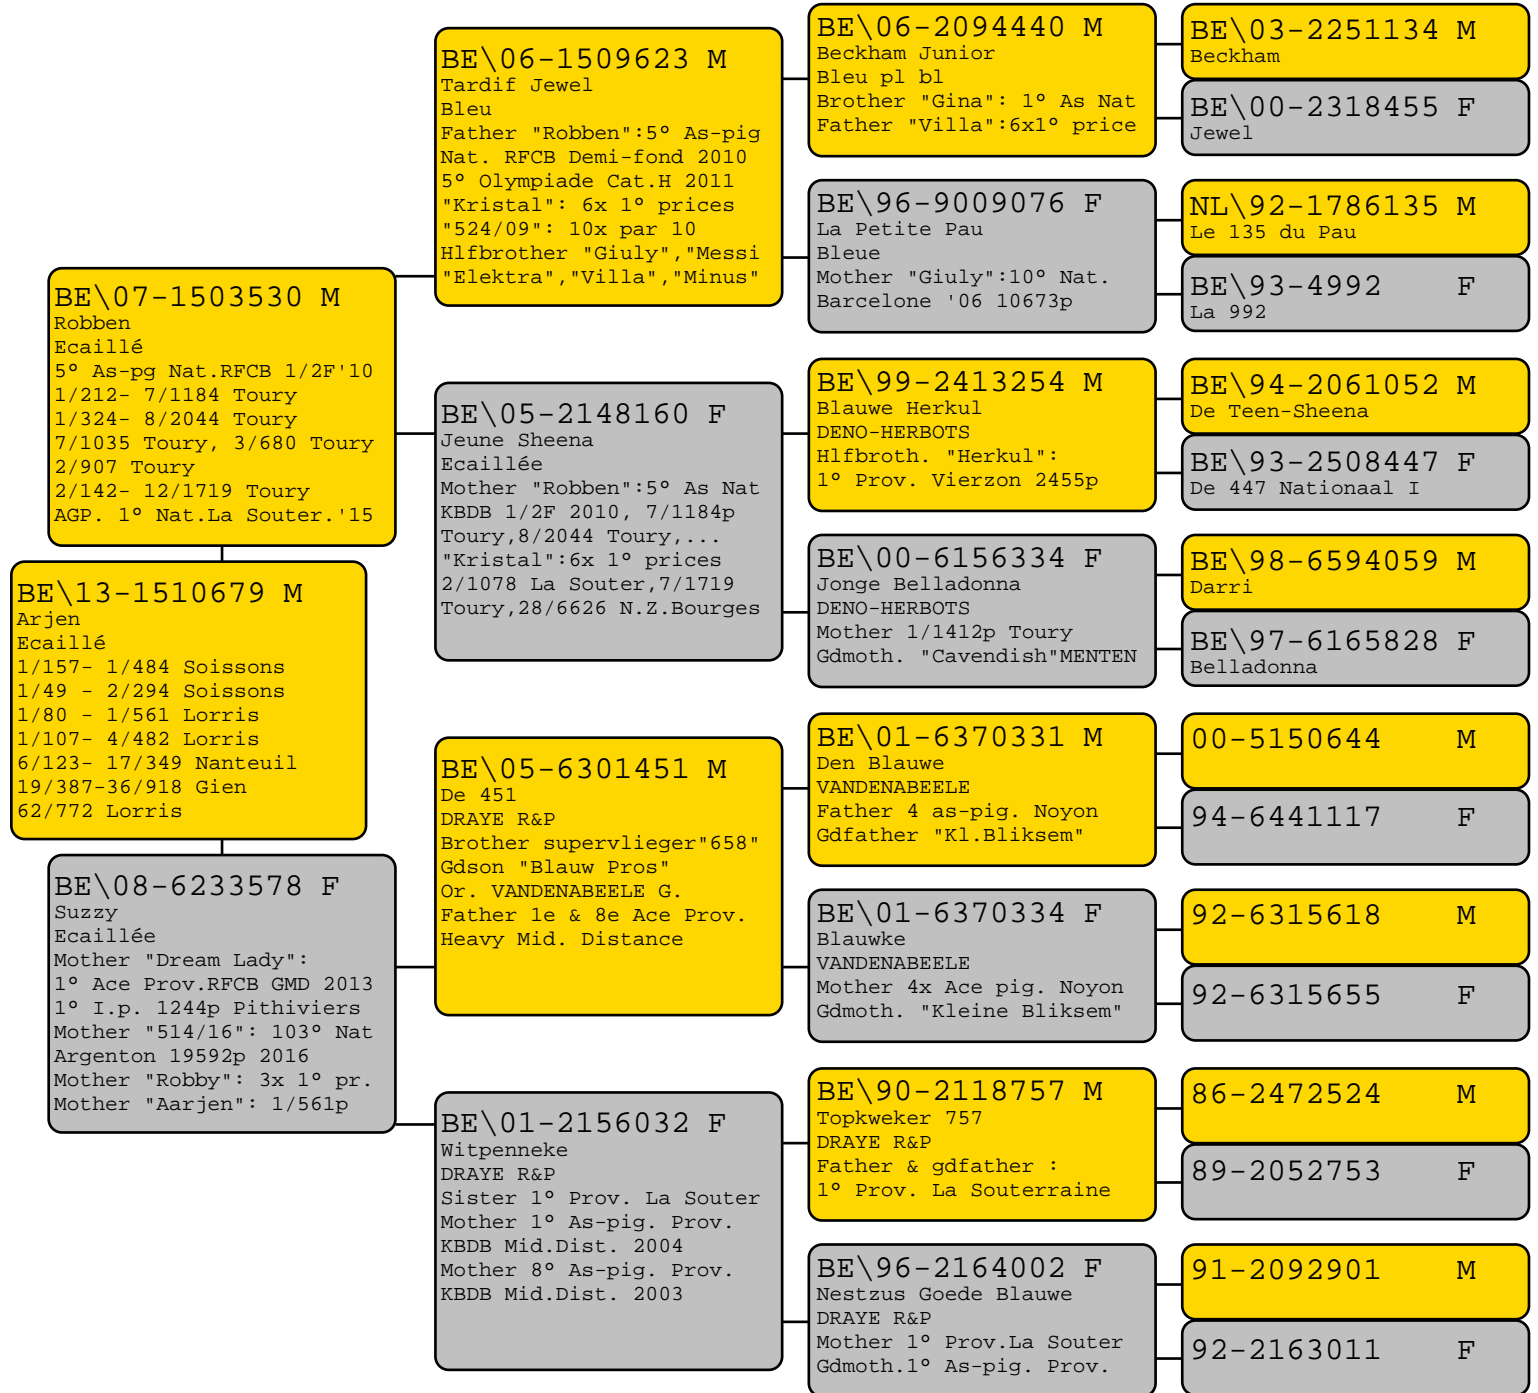 BE\13-1510679 M
Arjen
Ecaillé
1/157- 1/484 Soissons
1/49 - 2/294 Soissons
1/80 - 1/561 Lorris
1/107- 4/482 Lorris
6/123- 17/349 Nanteuil
19/387-36/918 Gien
62/772 Lorris
BE\07-1503530 M
Robben
Ecaillé
5° As-pg Nat.RFCB 1/2F'10
1/212- 7/1184 Toury
1/324- 8/2044 Toury
7/1035 Toury, 3/680 Toury
2/907 Toury
2/142- 12/1719 Toury
AGP. 1° Nat.La Souter.'15
BE\08-6233578 F
Suzzy
Ecaillée
Mother "Dream Lady":
1° Ace Prov.RFCB GMD 2013
1° I.p. 1244p Pithiviers
Mother "514/16": 103° Nat
Argenton 19592p 2016
Mother "Robby": 3x 1° pr.
Mother "Aarjen": 1/561p
BE\06-1509623 M
Tardif Jewel
Bleu
Father "Robben":5° As-pig
Nat. RFCB Demi-fond 2010
5° Olympiade Cat.H 2011
"Kristal": 6x 1° prices
"524/09": 10x par 10
Hlfbrother "Giuly","Messi
"Elektra","Villa","Minus"
BE\05-2148160 F
Jeune Sheena
Ecaillée
Mother "Robben":5° As Nat
KBDB 1/2F 2010, 7/1184p
Toury,8/2044 Toury,...
"Kristal":6x 1° prices
2/1078 La Souter,7/1719
Toury,28/6626 N.Z.Bourges
BE\05-6301451 M
De 451
DRAYE R&P
Brother supervlieger"658"
Gdson "Blauw Pros"
Or. VANDENABEELE G.
Father 1e & 8e Ace Prov.
Heavy Mid. Distance
BE\01-2156032 F
Witpenneke
DRAYE R&P
Sister 1° Prov. La Souter
Mother 1° As-pig. Prov.
KBDB Mid.Dist. 2004
Mother 8° As-pig. Prov.
KBDB Mid.Dist. 2003
BE\06-2094440 M
Beckham Junior
Bleu pl bl
Brother "Gina": 1° As Nat
Father "Villa":6x1° price
BE\96-9009076 F
La Petite Pau
Bleue
Mother "Giuly":10° Nat.
Barcelone '06 10673p
BE\99-2413254 M
Blauwe Herkul
DENO-HERBOTS
Hlfbroth. "Herkul":
1° Prov. Vierzon 2455p
BE\00-6156334 F
Jonge Belladonna
DENO-HERBOTS
Mother 1/1412p Toury
Gdmoth. "Cavendish"MENTEN
BE\01-6370331 M
Den Blauwe
VANDENABEELE
Father 4 as-pig. Noyon
Gdfather "Kl.Bliksem"
BE\01-6370334 F
Blauwke
VANDENABEELE
Mother 4x Ace pig. Noyon
Gdmoth. "Kleine Bliksem"
BE\90-2118757 M
Topkweker 757
DRAYE R&P
Father & gdfather :
1° Prov. La Souterraine
BE\96-2164002 F
Nestzus Goede Blauwe
DRAYE R&P
Mother 1° Prov.La Souter
Gdmoth.1° As-pig. Prov.
BE\03-2251134 M
Beckham
BE\00-2318455 F
Jewel
NL\92-1786135 M
Le 135 du Pau
BE\93-4992 F
La 992
BE\94-2061052 M
De Teen-Sheena
BE\93-2508447 F
De 447 Nationaal I
BE\98-6594059 M
Darri
BE\97-6165828 F
Belladonna
00-5150644 M
94-6441117 F
92-6315618 M
92-6315655 F
86-2472524 M
89-2052753 F
91-2092901 M
92-2163011 F